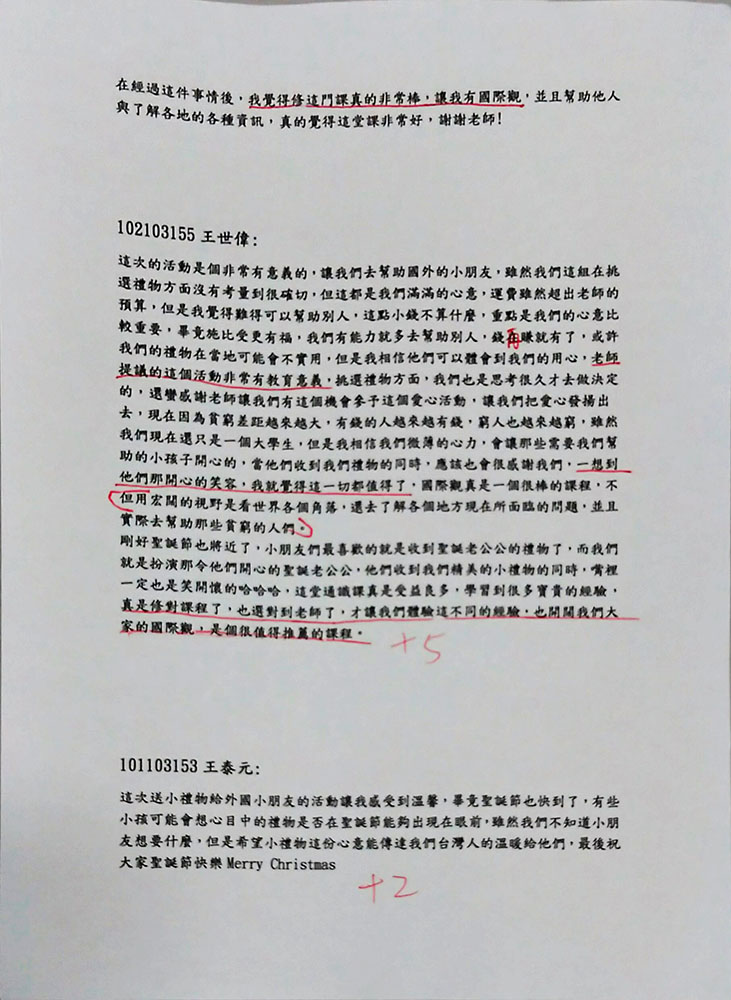 在經過這件事情後，我覺得修這門課真的非常棒，讓我有國際觀，並且幫助他人
與了解各地的各種資訊，真的覺得這堂課非常好，謝謝老師!
102103155 王世偉:
這次的活動是個非常有意義的，讓我們去幫助國外的小朋友，雖然我們這組在挑
選禮物方面沒有考量到很確切，但這都是我們滿滿的心意，運費雖然超出老師的
預算，但是我覺得難得可以幫助別人，這點小錢不算什麼，重點是我們的心意比
較重要，畢竟施比受更有福，我們有能力就多去幫助別人，錢再賺就有了，或許
我們的禮物在當地可能會不實用，但是我相信他們可以體會到我們的用心，老師
提議的這個活動非常有教育意義，挑選禮物方面，我們也是思考很久才去做決定
的，還蠻感謝老師讓我們有這個機會參予這個愛心活動，讓我們把愛心發揚出
去，現在因為貧窮差距越來越大，有錢的人越來越有錢，窮人也越來越窮，雖然
我們現在還只是一個大學生，但是我相信我們微薄的心力，會讓那些需要我們幫
助的小孩子開心的，當他們收到我們禮物的同時，應該也會很感謝我們，一想到
他們那開心的笑容，我就覺得這一切都值得了，國際觀真是一個很棒的課程，不
但用宏闊的視野是看世界各個角落，還去了解各個地方現在所面臨的問題，並且
實際去幫助那些貧窮的人們。
剛好聖誕節也將近了，小朋友們最喜歡的就是收到聖誕老公公的禮物了，而我們
就是扮演那令他們開心的聖誕老公公，他們收到我們精美的小禮物的同時，嘴裡
一定也是笑開懷的哈哈哈，這堂通識課真是受益良多，學習到很多寶貴的經驗，
真是修對課程了，也選對到老師了，才讓我們體驗這不同的經驗，也開闊我們大
家的國際觀，是個很值得推薦的課程。
+5
101103153 王泰元:
這次送小禮物給外國小朋友的活動讓我感受到溫馨，畢竟聖誕節也快到了，有些
小孩可能會想心目中的禮物是否在聖誕節能夠出現在眼前，雖然我們不知道小朋
友想要什麼，但是希望小禮物這份心意能傳達我們台灣人的溫暖給他們，最後祝
大家聖誕節快樂 Merry Christmas
+2